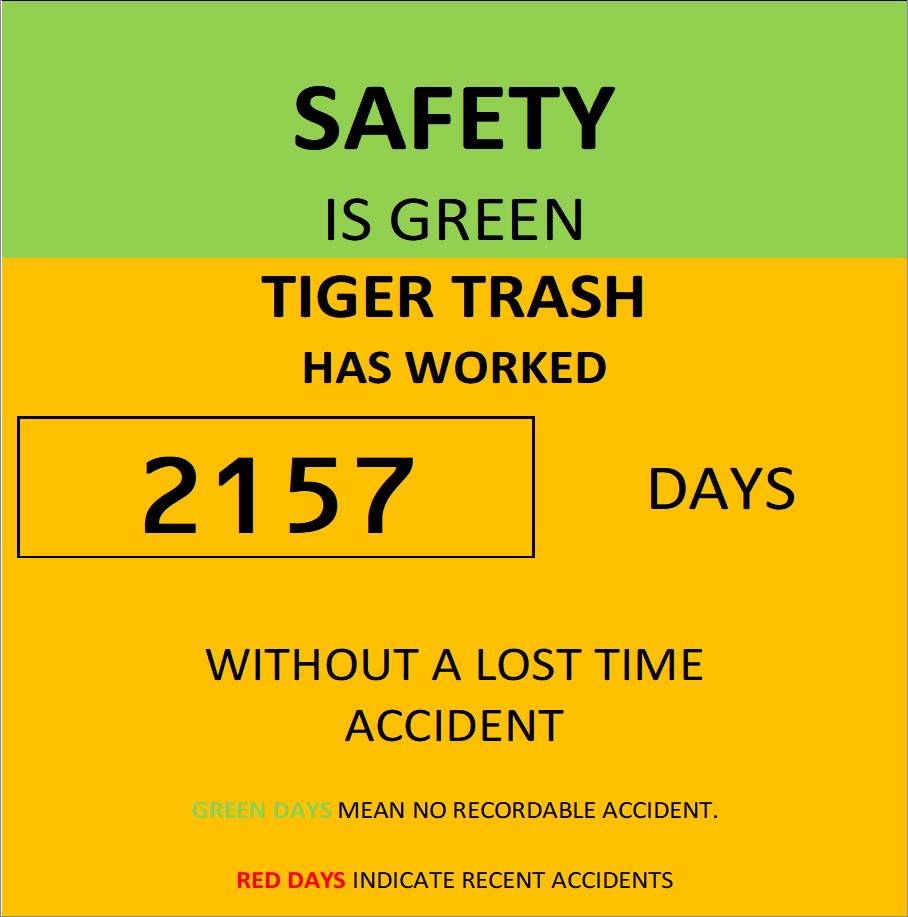 SAFETY
IS GREEN
TIGER TRASH
HAS WORKED
2157 DAYS
WITHOUT A LOST TIME
ACCIDENT
GREEN DAYS MEAN NO RECORDABLE ACCIDENT.
RED DAYS INDICATE RECENT ACCIDENTS